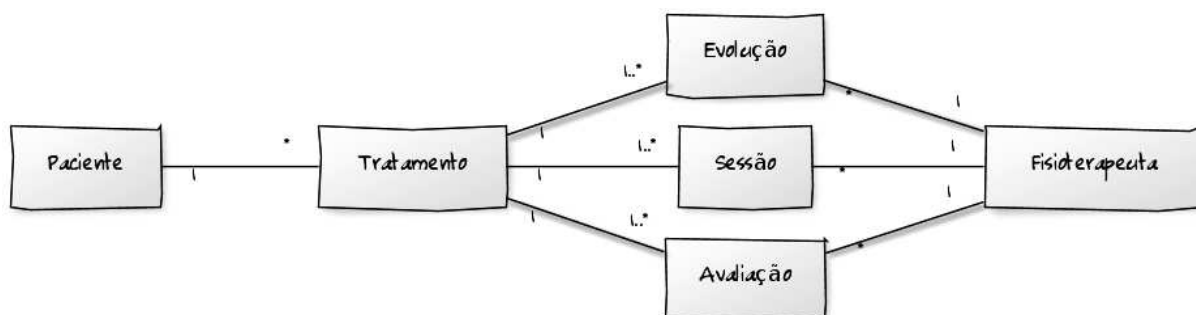 Evolução
1..*
*
1
1
Paciente
*
1
Tratamento
1..*
1
Sessão
*
1
Fisioterapeuta
1
1..*
1
*
Avaliação